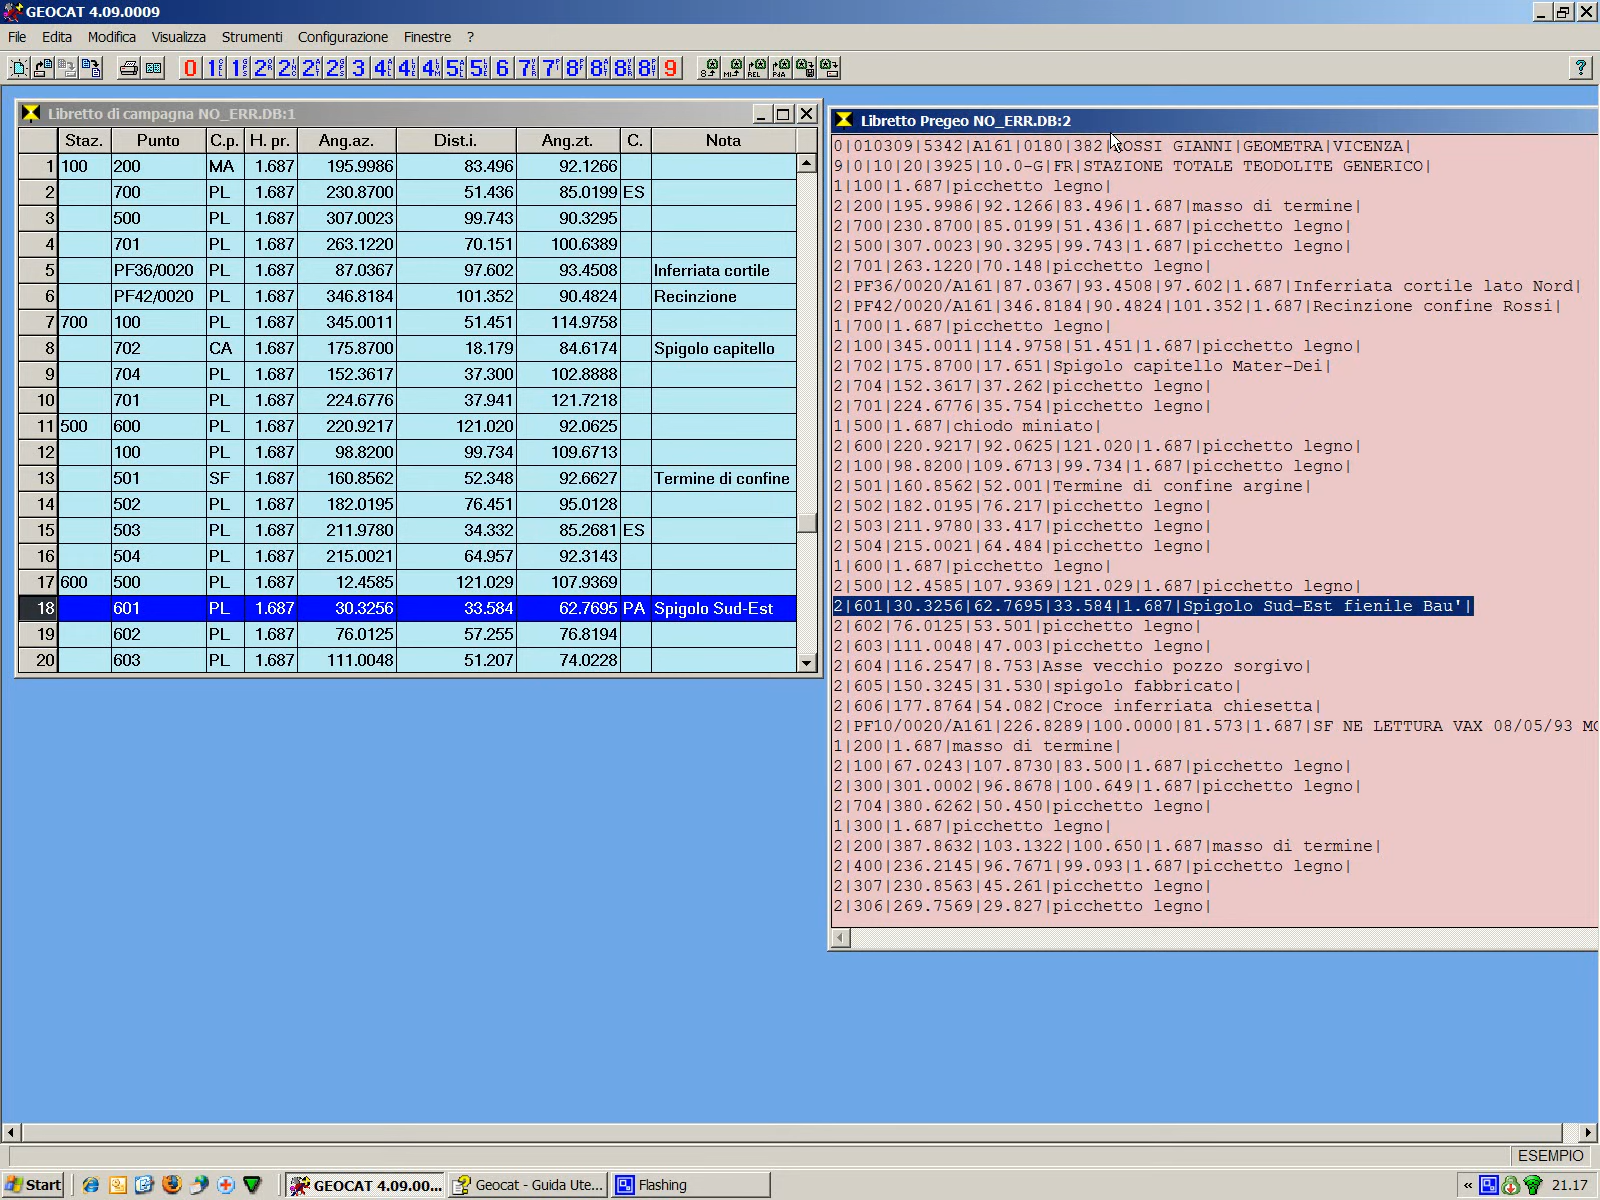 GEOCAT 4.09.0009
File Edita Modifica Visualizza Strumenti Configurazione Finestre ?
Libretto di campagna NO_ERR.DB:1
Staz. Punto C.p. H. pr. Ang.az. Dist.i. Ang.zt. C. Nota
1 100 200 MA 1.687 195.9986 83.496 92.1266
2 700 PL 1.687 230.8700 51.436 85.0199 ES
3 500 PL 1.687 307.0023 99.743 90.3295
4 701 PL 1.687 263.1220 70.151 100.6389
5 PF36/0020 PL 1.687 87.0367 97.602 93.4508 Inferriata cortile
6 PF42/0020 PL 1.687 346.8184 101.352 90.4824 Recinzione
7 700 100 PL 1.687 345.0011 51.451 114.9758
8 702 CA 1.687 175.8700 18.179 84.6174 Spigolo capitello
9 704 PL 1.687 152.3617 37.300 102.8888
10 701 PL 1.687 224.6776 37.941 121.7218
11 500 600 PL 1.687 220.9217 121.020 92.0625
12 100 PL 1.687 98.8200 99.734 109.6713
13 501 SF 1.687 160.8562 52.348 92.6627 Termine di confine
14 502 PL 1.687 182.0195 76.451 95.0128
15 503 PL 1.687 211.9780 34.332 85.2681 ES
16 504 PL 1.687 215.0021 64.957 92.3143
17 600 500 PL 1.687 12.4585 121.029 107.9369
18 601 PL 1.687 30.3256 33.584 62.7695 PA Spigolo Sud-Est
19 602 PL 1.687 76.0125 57.255 76.8194
20 603 PL 1.687 111.0048 51.207 74.0228
Libretto Pregeo NO_ERR.DB:2
0|010309|5342|A161|0180|382|ROSSI GIANNI|GEOMETRA|VICENZA|
9|0|10|20|3925|10.0-G|FR|STAZIONE TOTALE TEODOLITE GENERICO|
1|100|1.687|picchetto legno|
2|200|195.9986|92.1266|83.496|1.687|masso di termine|
2|700|230.8700|85.0199|51.436|1.687|picchetto legno|
2|500|307.0023|90.3295|99.743|1.687|picchetto legno|
2|701|263.1220|70.148|picchetto legno|
2|PF36/0020/A161|87.0367|93.4508|97.602|1.687|Inferriata cortile lato Nord|
2|PF42/0020/A161|346.8184|90.4824|101.352|1.687|Recinzione confine Rossi|
1|700|1.687|picchetto legno|
2|100|345.0011|114.9758|51.451|1.687|picchetto legno|
2|702|175.8700|17.651|Spigolo capitello Mater-Dei|
2|704|152.3617|37.262|picchetto legno|
2|701|224.6776|35.754|picchetto legno|
1|500|1.687|chiodo miniato|
2|600|220.9217|92.0625|121.020|1.687|picchetto legno|
2|100|98.8200|109.6713|99.734|1.687|picchetto legno|
2|501|160.8562|52.001|Termine di confine argine|
2|502|182.0195|76.217|picchetto legno|
2|503|211.9780|33.417|picchetto legno|
2|504|215.0021|64.484|picchetto legno|
1|600|1.687|picchetto legno|
2|500|12.4585|107.9369|121.029|1.687|picchetto legno|
2|601|30.3256|62.7695|33.584|1.687|Spigolo Sud-Est fienile Bau'|
2|602|76.0125|53.501|picchetto legno|
2|603|111.0048|47.003|picchetto legno|
2|604|116.2547|8.753|Asse vecchio pozzo sorgivo|
2|605|150.3245|31.530|spigolo fabbricato|
2|606|177.8764|54.082|Croce inferriata chiesetta|
2|PF10/0020/A161|226.8289|100.0000|81.573|1.687|SF NE LETTURA VAX 08/05/93 MO
1|200|1.687|masso di termine|
2|100|67.0243|107.8730|83.500|1.687|picchetto legno|
2|300|301.0002|96.8678|100.649|1.687|picchetto legno|
2|704|380.6262|50.450|picchetto legno|
1|300|1.687|picchetto legno|
2|200|387.8632|103.1322|100.650|1.687|masso di termine|
2|400|236.2145|96.7671|99.093|1.687|picchetto legno|
2|307|230.8563|45.261|picchetto legno|
2|306|269.7569|29.827|picchetto legno|
ESEMPIO
Start GEOCAT 4.09.00... Geocat - Guida Ute... Flashing « 21.17